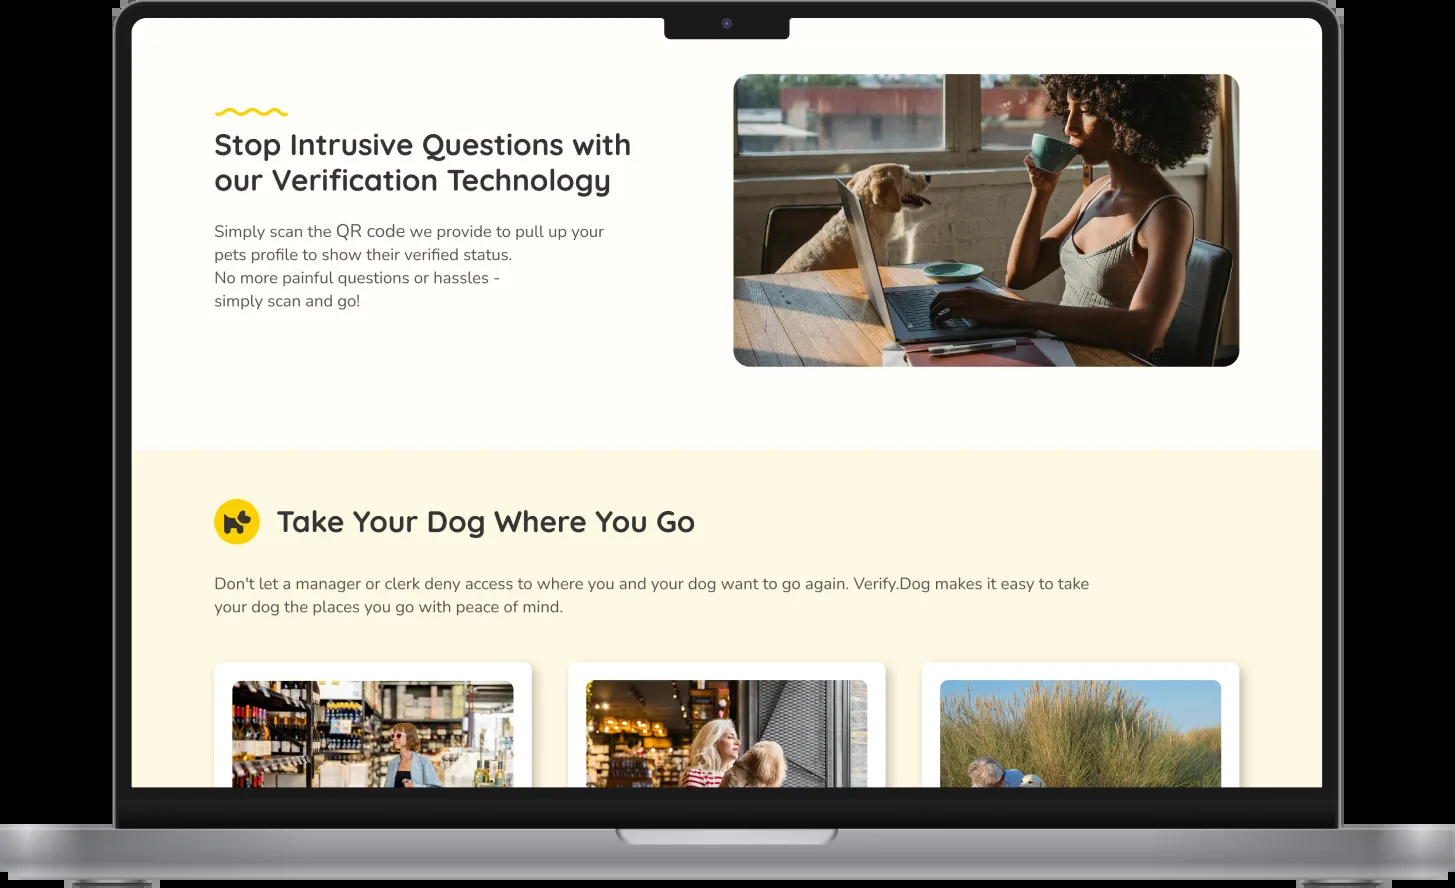 Stop Intrusive Questions with
our Verification Technology
Simply scan the QR code we provide to pull up your
pets profile to show their verified status.
No more painful questions or hassles -
simply scan and go!
Take Your Dog Where You Go
Don't let a manager or clerk deny access to where you and your dog want to go again. Verify.Dog makes it easy to take
your dog the places you go with peace of mind.